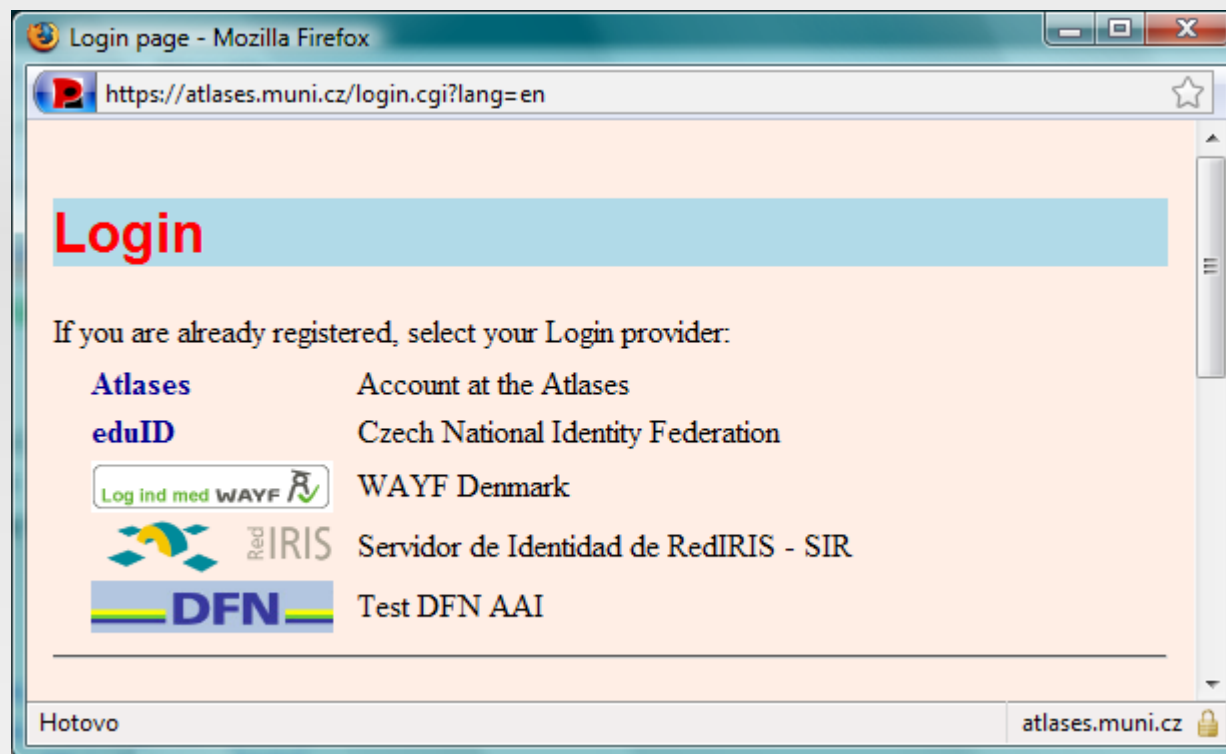 Login page - Mozilla Firefox
https://atlases.muni.cz/login.cgi?lang=en
Login
If you are already registered, select your Login provider:
Atlases Account at the Atlases
eduID Czech National Identity Federation
Log ind med WAYF WAYF Denmark
Red IRIS Servidor de Identidad de RedIRIS - SIR
DFN Test DFN AAI
Hotovo atlases.muni.cz